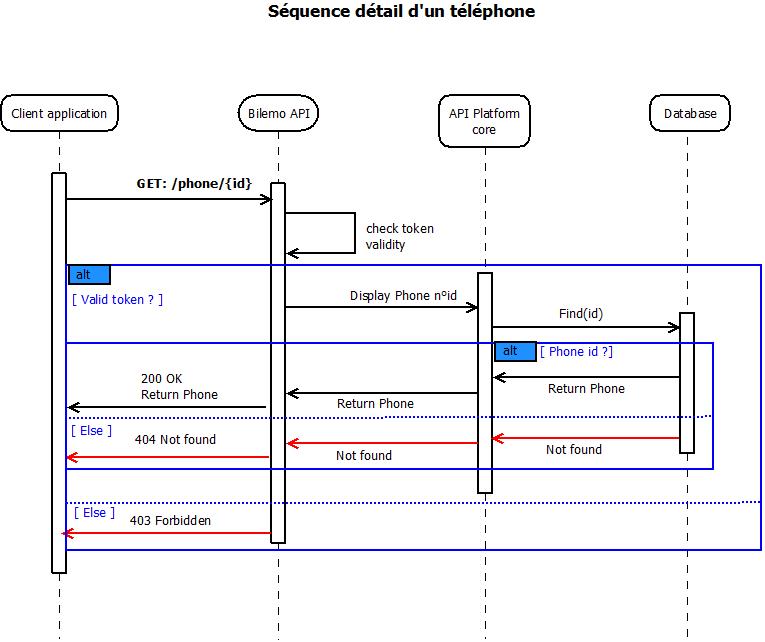 Séquence détail d'un téléphone
Client application
Bilemo API
API Platform
core
Database
GET: /phone/{id}
check token
validity
alt
[ Valid token ? ]
Display Phone n°id
Find(id)
alt
[ Phone id ?]
200 OK
Return Phone
Return Phone
Return Phone
[ Else ]
404 Not found
Not found
Not found
[ Else ]
403 Forbidden